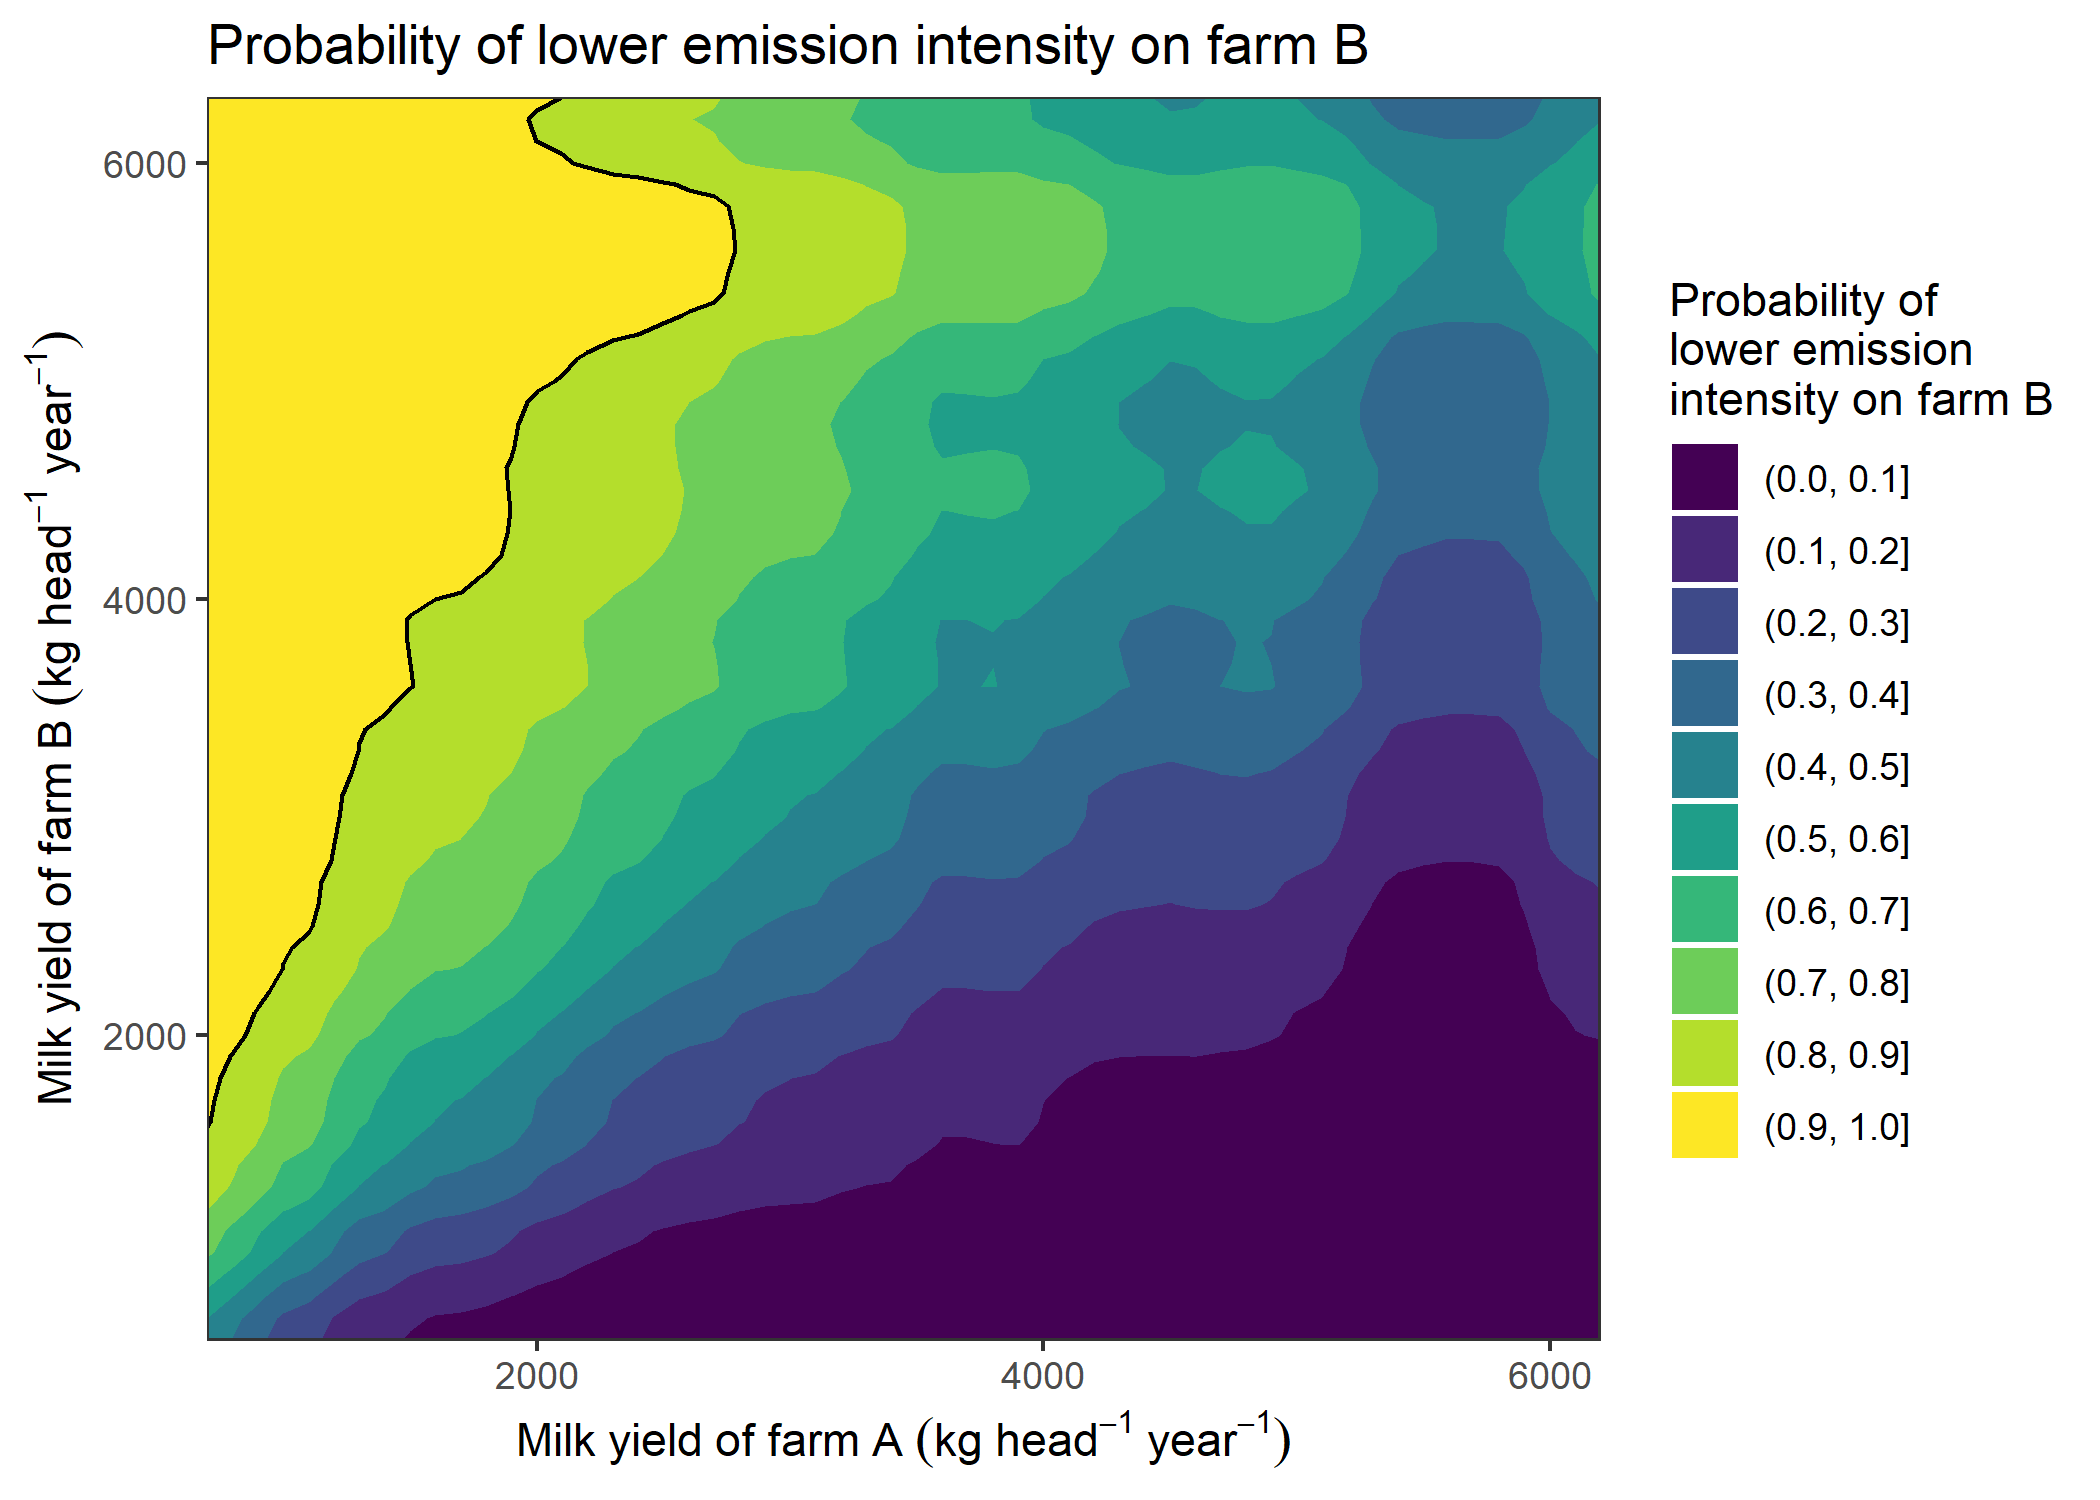 Probability of lower emission intensity on farm B
Milk yield of farm B (kg head⁻¹ year⁻¹)
6000
4000
2000
2000
4000
6000
Milk yield of farm A (kg head⁻¹ year⁻¹)
Probability of
lower emission
intensity on farm B
(0.0, 0.1]
(0.1, 0.2]
(0.2, 0.3]
(0.3, 0.4]
(0.4, 0.5]
(0.5, 0.6]
(0.6, 0.7]
(0.7, 0.8]
(0.8, 0.9]
(0.9, 1.0]